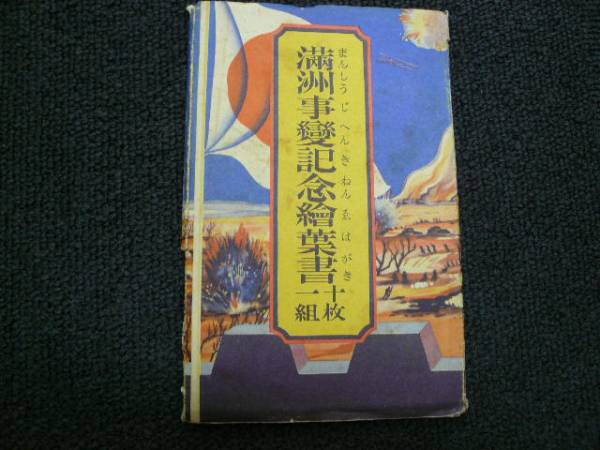 満洲事變記念繪葉書
まんしうじへんきねんゑはがき
十枚
一組